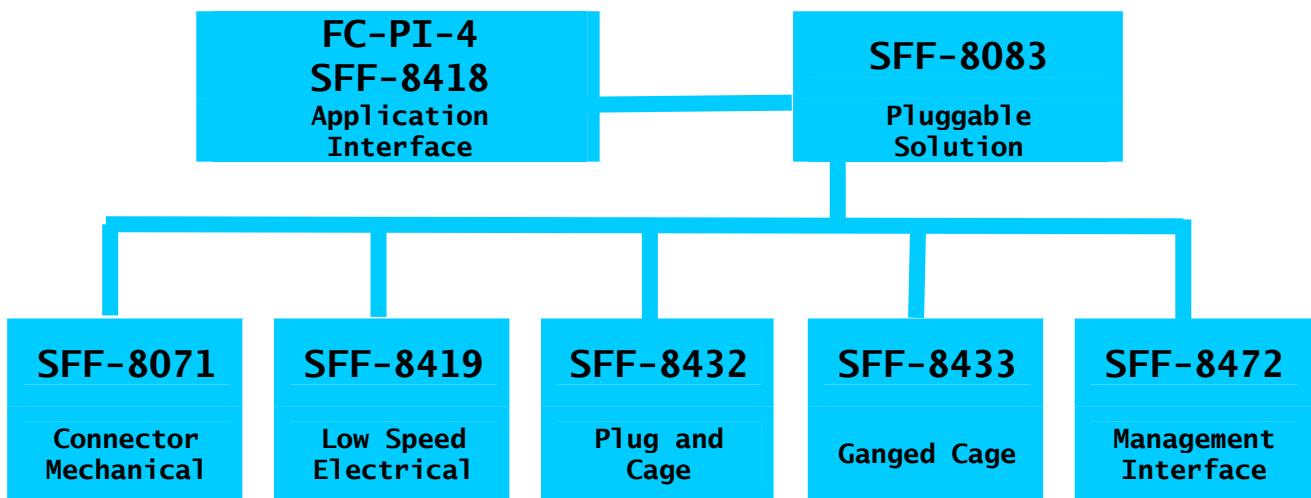 FC-PI-4
SFF-8418
Application
Interface
SFF-8083
Pluggable
Solution
SFF-8071
Connector
Mechanical
SFF-8419
Low Speed
Electrical
SFF-8432
Plug and
Cage
SFF-8433
Ganged Cage
SFF-8472
Management
Interface